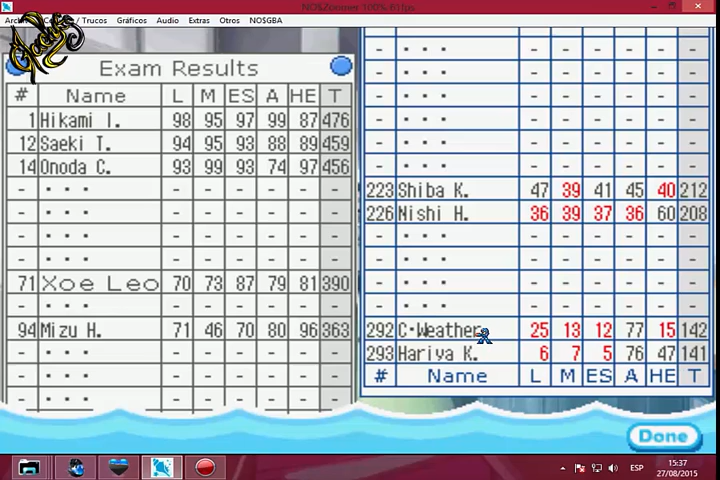 NO$Zoomer 100% 61fps
Trucos Gráficos Audio Extras Otros NO$GBA
Exam Results
# Name L M ES A HE T
1 Hikami I. 98 95 97 99 87 476
12 Saeki T. 94 95 93 88 89 459
14 Onoda C. 93 99 93 74 97 456
- ・・・ - - - - - -
- ・・・ - - - - - -
- ・・・ - - - - - -
- ・・・ - - - - - -
71 Xoe Leo 70 73 87 79 81 390
- ・・・ - - - - - -
94 Mizu H. 71 46 70 80 96 363
- ・・・ - - - - - -
- ・・・ - - - - - -
- ・・・ - - - - - -
- ・・・ - - - - - -
- ・・・ - - - - - -
- ・・・ - - - - - -
- ・・・ - - - - - -
- ・・・ - - - - - -
- ・・・ - - - - - -
223 Shiba K. 47 39 41 45 40 212
226 Nishi H. 36 39 37 36 60 208
- ・・・ - - - - - -
- ・・・ - - - - - -
- ・・・ - - - - - -
- ・・・ - - - - - -
292 C・Weather 25 13 12 77 15 142
293 Hariya K. 6 7 5 76 47 141
# Name L M ES A HE T
Done
ESP
15:37
27/08/2015